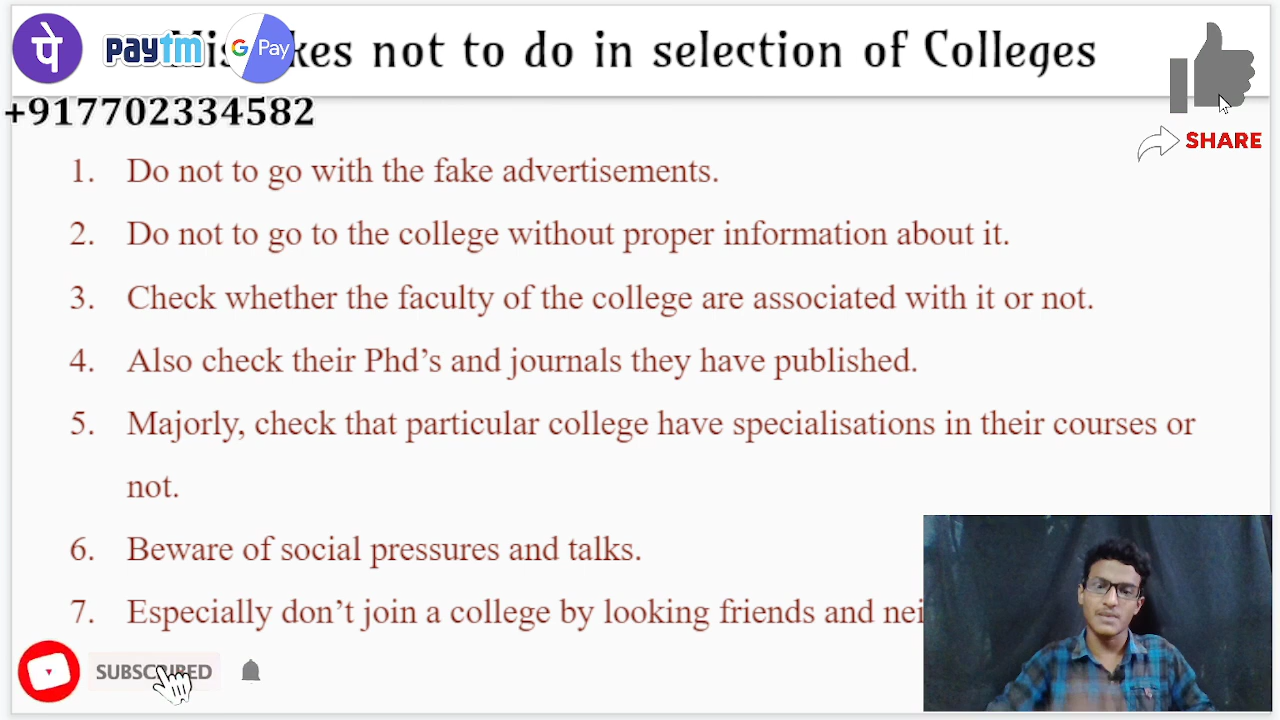 पे paytm G Pay
Mistakes not to do in selection of Colleges
+917702334582
SHARE
1. Do not to go with the fake advertisements.
2. Do not to go to the college without proper information about it.
3. Check whether the faculty of the college are associated with it or not.
4. Also check their Phd’s and journals they have published.
5. Majorly, check that particular college have specialisations in their courses or
not.
6. Beware of social pressures and talks.
7. Especially don’t join a college by looking friends and
SUBSCRIBED